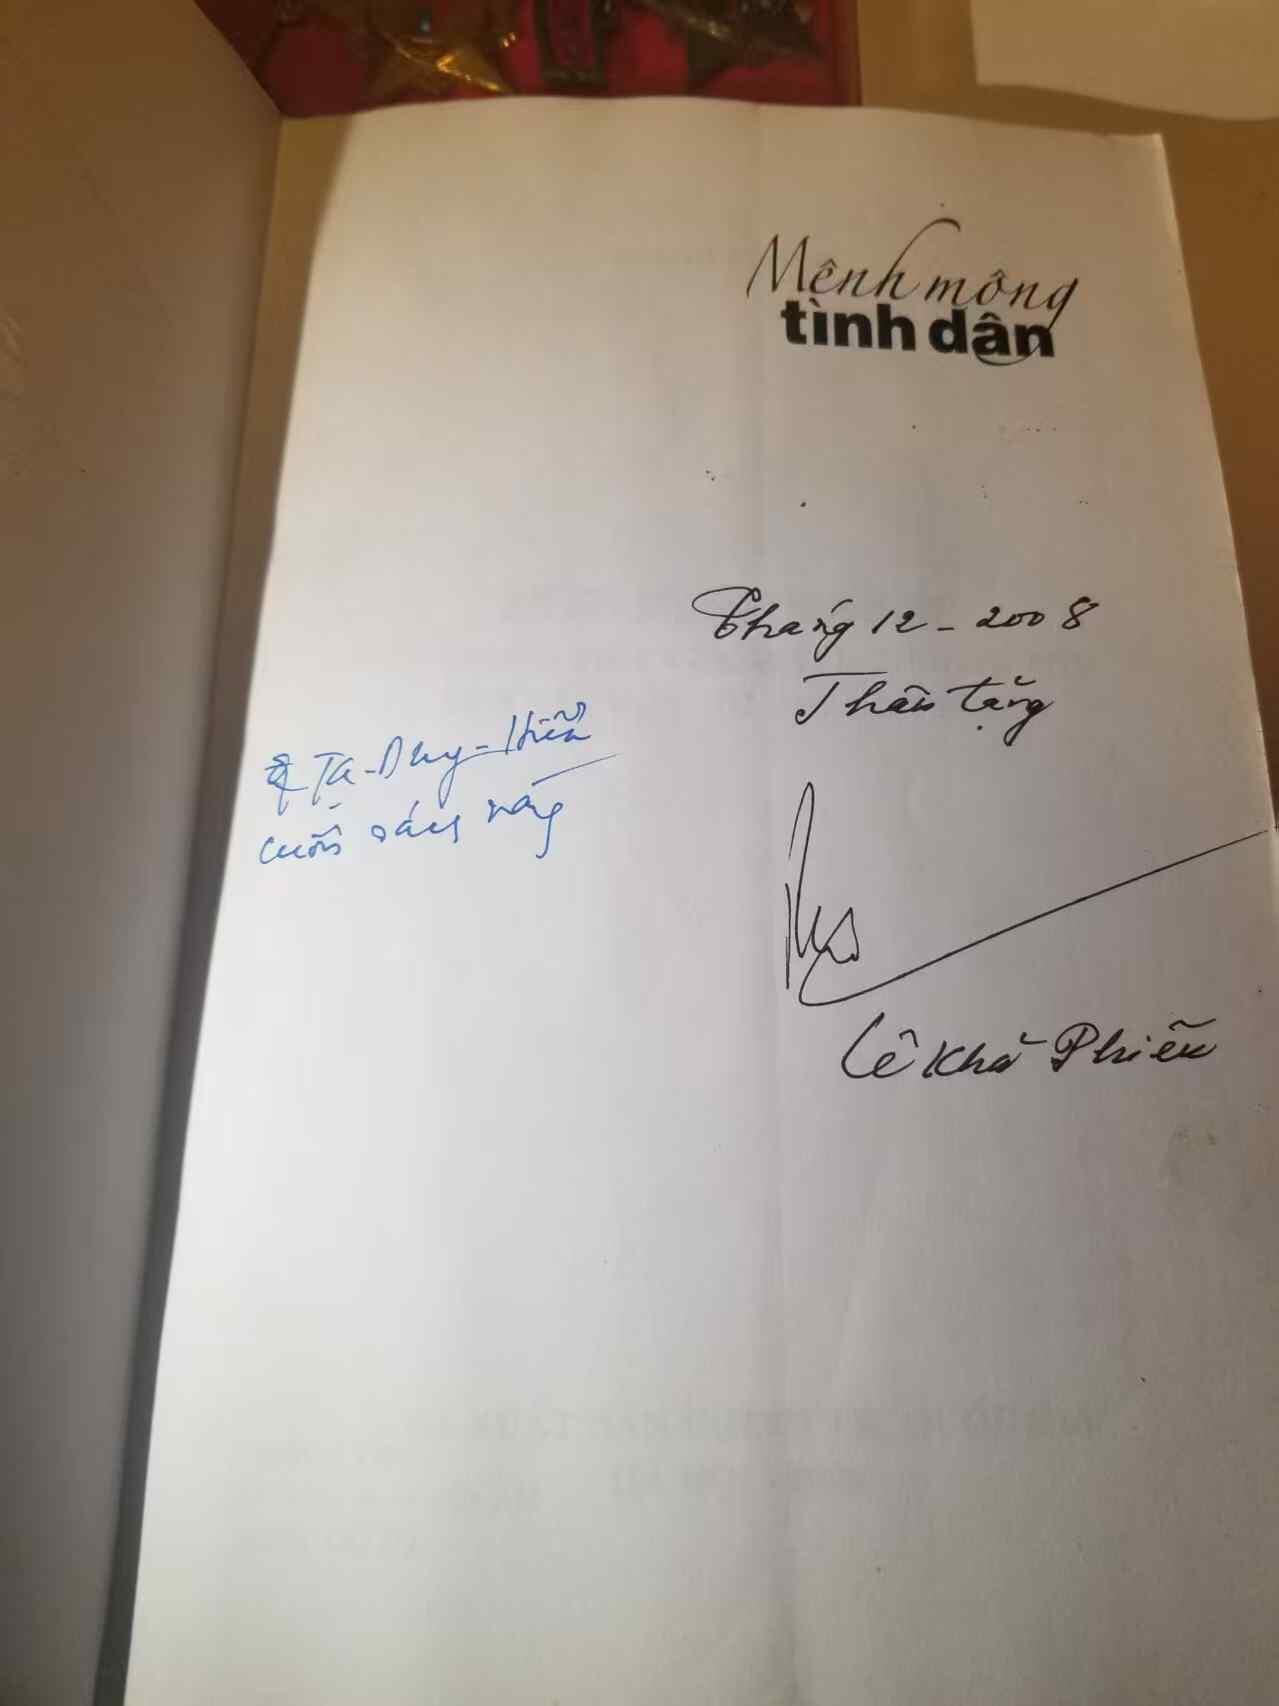 Mênh mông
tình dân
Tháng 12 - 2008
Thân tặng
Tạ - Duy - Hiển
cuốn sách này
Lê Khả Phiêu